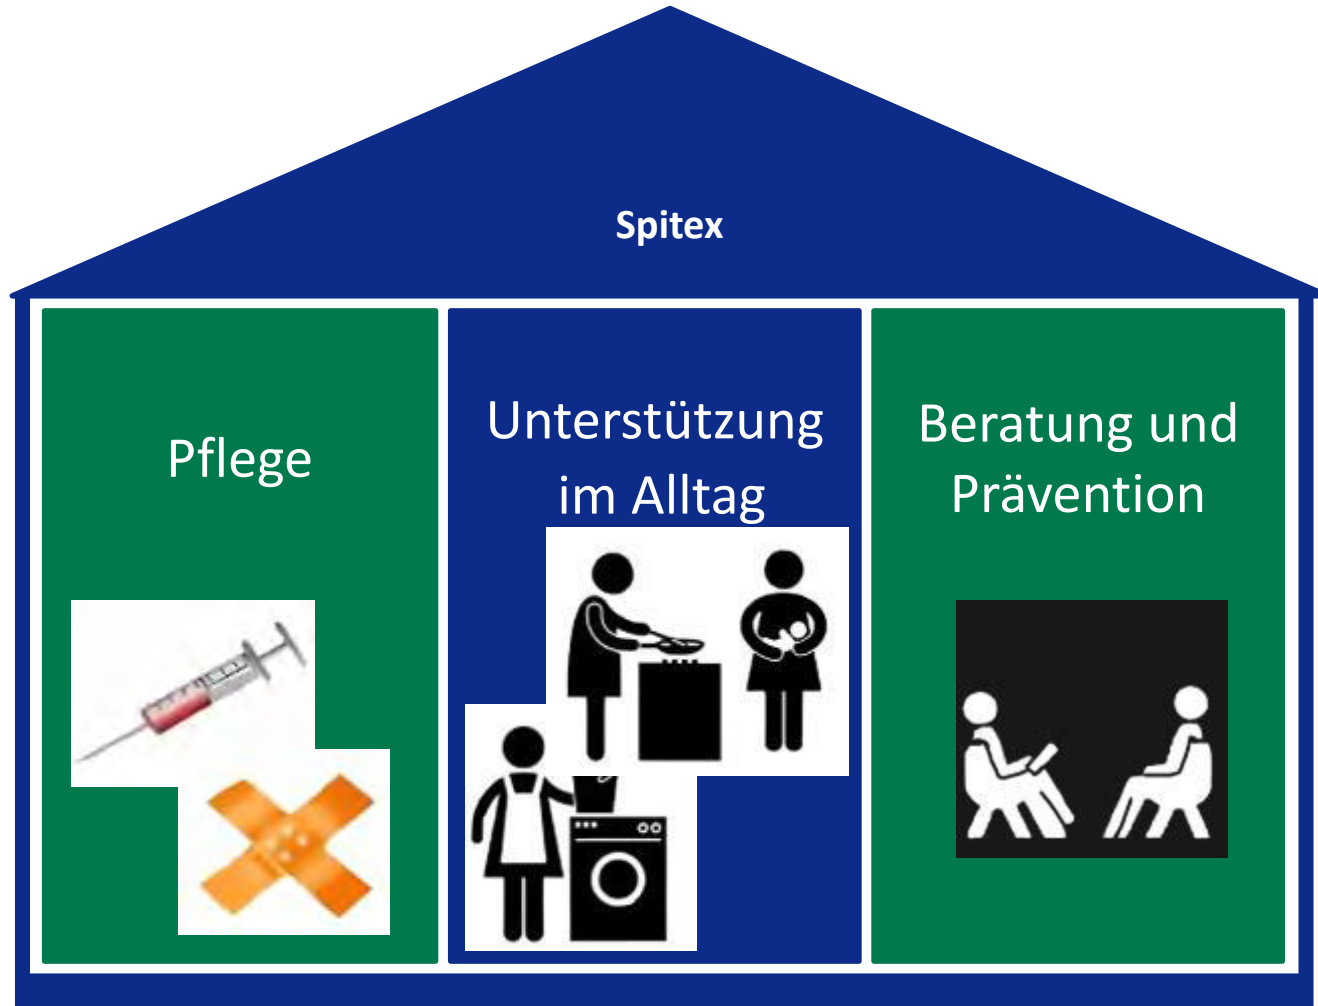 Spitex
Pflege
Unterstützung
im Alltag
Beratung und
Prävention